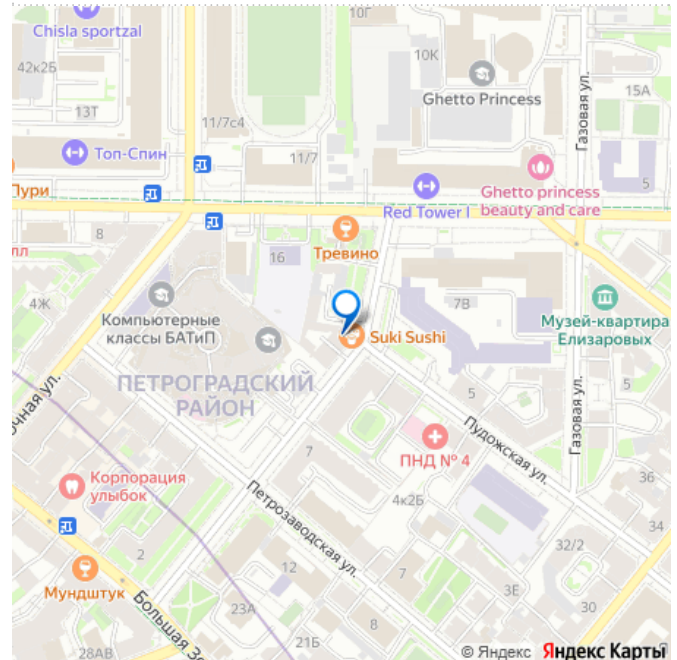 Chisla sportzal
10Г
10К
42к2Б
Ghetto Princess
Газовая ул.
15А
13Т
11/7с4
Топ-Спин
11/7
Пури
Red Tower I
Ghetto princess
beauty and care
5
8
Тревино
лл
16
4Ж
Компьютерные
классы БАТиП
7В
Музей-квартира
Елизаровых
Suki Sushi
ПЕТРОГРАДСКИЙ
РАЙОН
5
Газовая ул.
очная ул.
Пудожская ул.
7
ПНД № 4
Корпорация
улыбок
Петрозаводская ул.
4к2Б
36
34
32/2
2
12
7
3Е
Мундштук
Большая Зе
23А
8
30
21Б
28АВ
© Яндекс Яндекс Карты